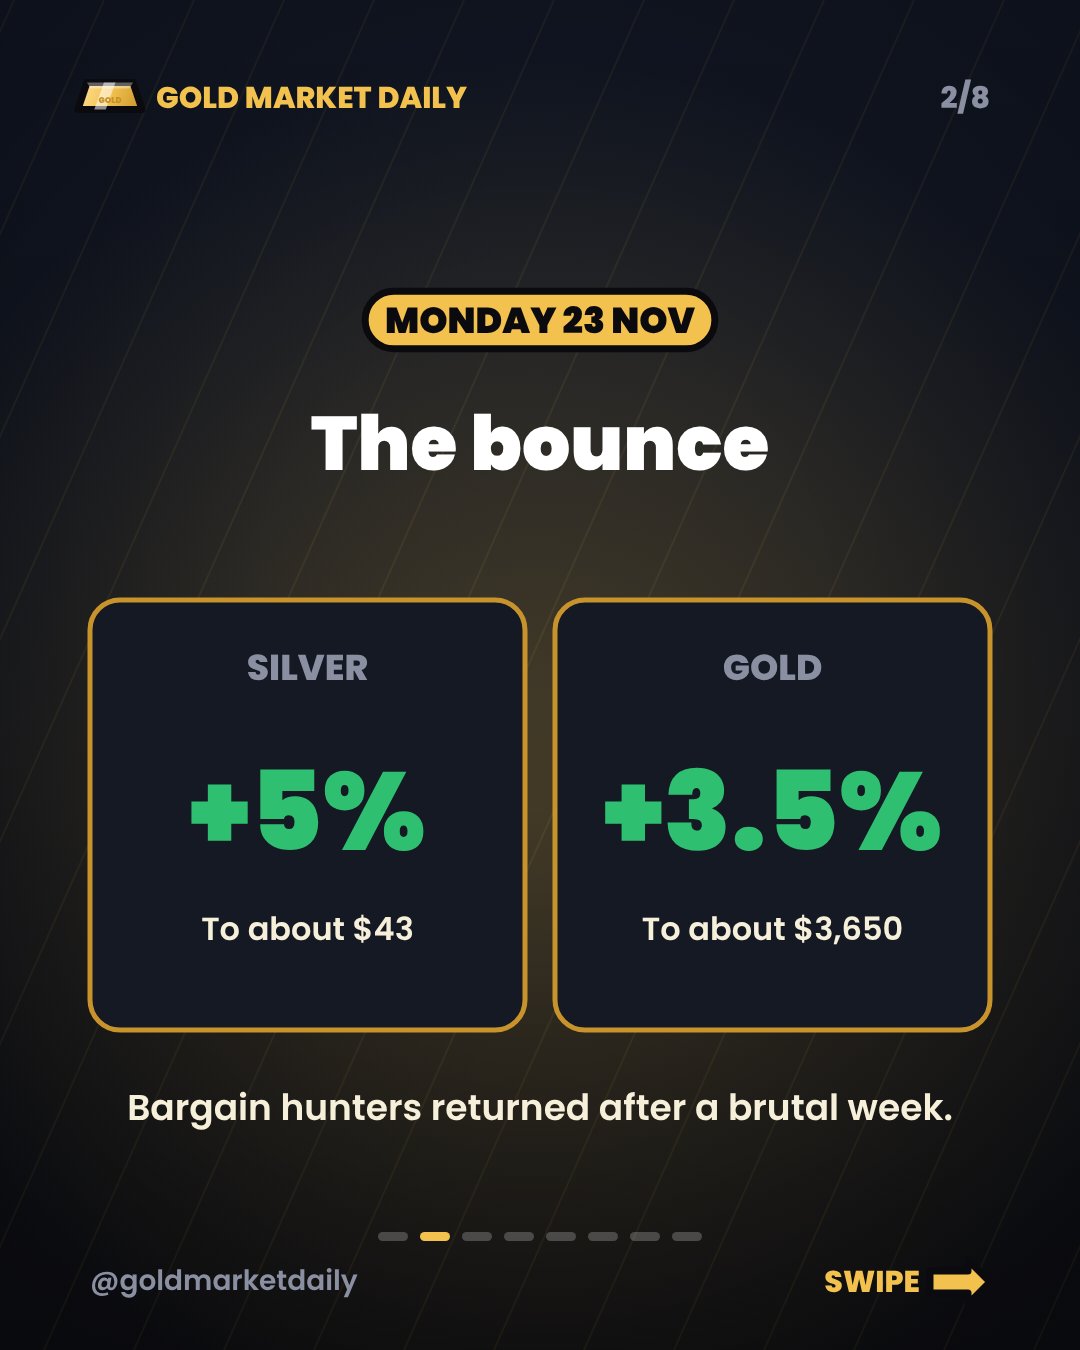 GOLD
GOLD MARKET DAILY
2/8
MONDAY 23 NOV
The bounce
SILVER
+5%
To about $43
GOLD
+3.5%
To about $3,650
Bargain hunters returned after a brutal week.
@goldmarketdaily
SWIPE